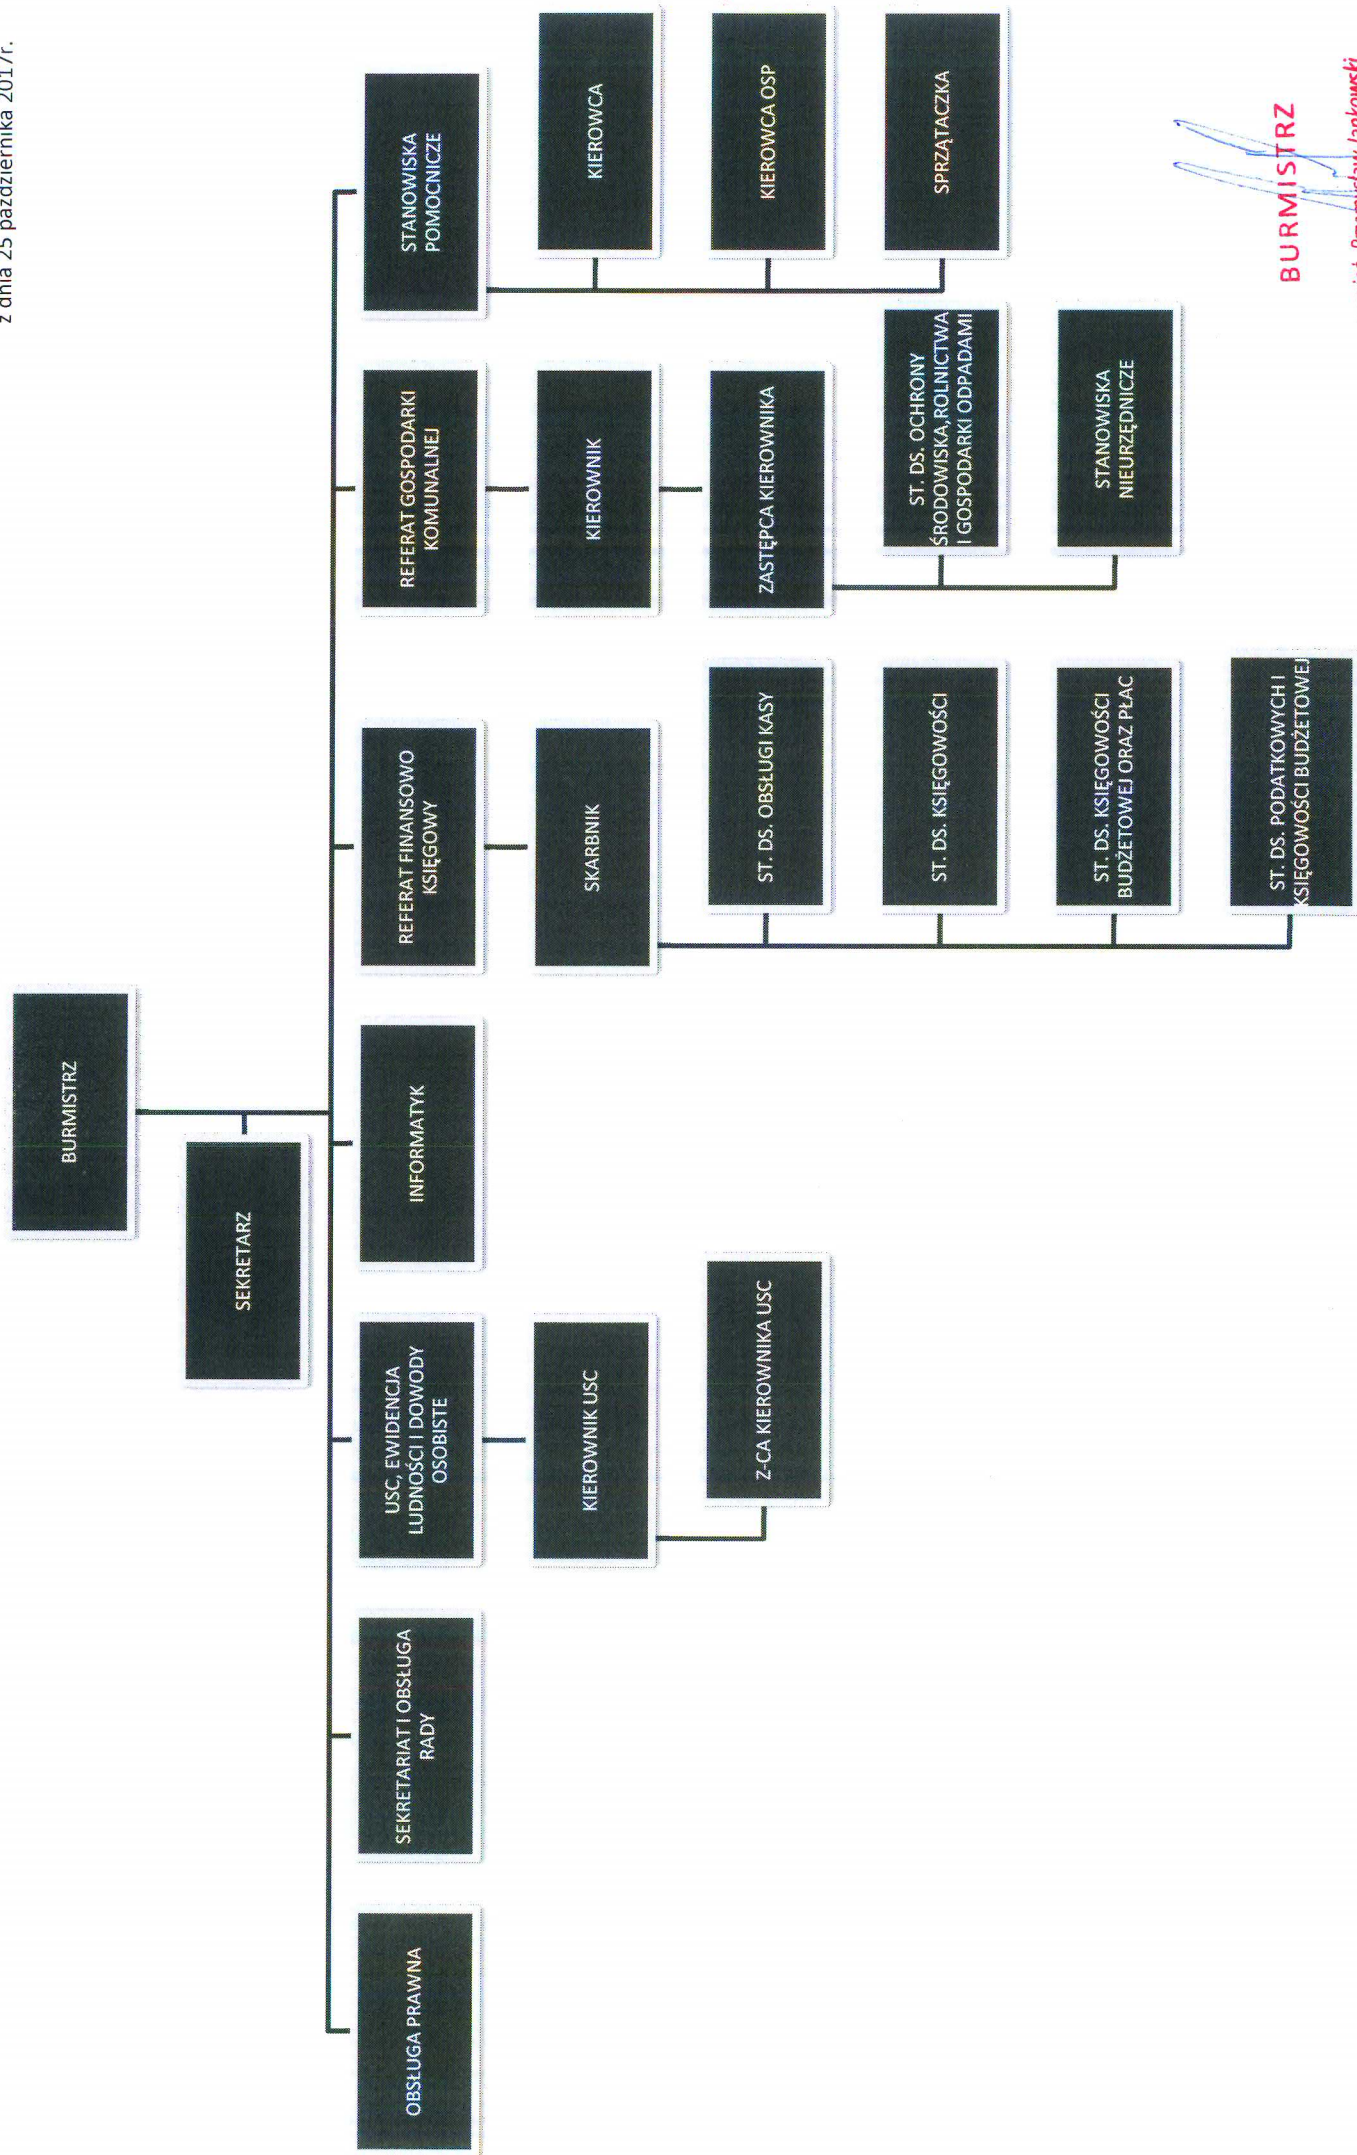 z dnia 25 października 2017r.
BURMISTRZ
SEKRETARZ
OBSŁUGA PRAWNA
SEKRETARIAT I OBSŁUGA
RADY
USC, EWIDENCJA
LUDNOŚCI I DOWODY
OSOBISTE
KIEROWNIK USC
Z-CA KIEROWNIKA USC
INFORMATYK
REFERAT FINANSOWO
KSIĘGOWY
SKARBNIK
ST. DS. OBSŁUGI KASY
ST. DS. KSIĘGOWOŚCI
ST. DS. KSIĘGOWOŚCI
BUDŻETOWEJ ORAZ PŁAC
ST. DS. PODATKOWYCH I
KSIĘGOWOŚCI BUDŻETOWEJ
REFERAT GOSPODARKI
KOMUNALNEJ
KIEROWNIK
ZASTĘPCA KIEROWNIKA
ST. DS. OCHRONY
ŚRODOWISKA,ROLNICTWA
I GOSPODARKI ODPADAMI
STANOWISKA
NIEURZĘDNICZE
STANOWISKA
POMOCNICZE
KIEROWCA
KIEROWCA OSP
SPRZĄTACZKA
BURMISTRZ
Jankowski